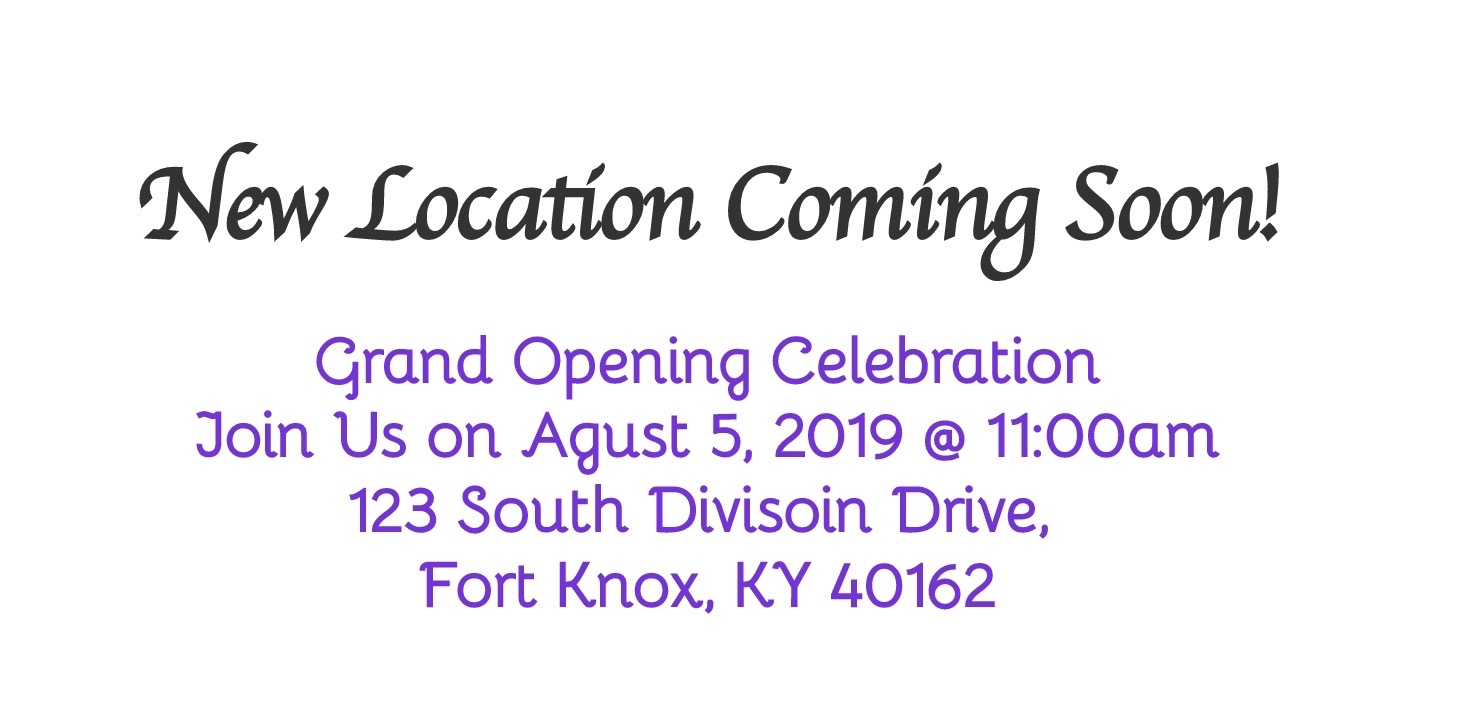 New Location Coming Soon!
Grand Opening Celebration
Join Us on Agust 5, 2019 @ 11:00am
123 South Divisoin Drive,
Fort Knox, KY 40162